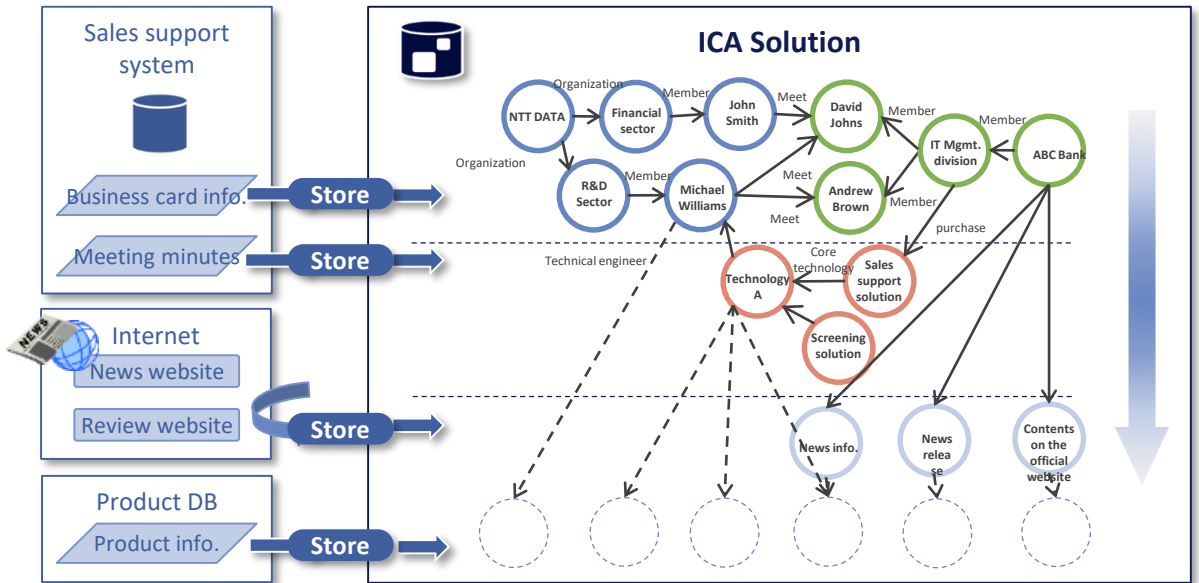 Sales support
system
Business card info.
Meeting minutes
Store
Store
Internet
NEWS
News website
Review website
Store
Product DB
Product info.
Store
ICA Solution
NTT DATA
Organization
Financial
sector
Member
John
Smith
Meet
David
Johns
Member
IT Mgmt.
division
Member
ABC Bank
Organization
R&D
Sector
Member
Michael
Williams
Meet
Meet
Andrew
Brown
Member
purchase
Technical engineer
Technology
A
Core
technology
Sales
support
solution
Screening
solution
News info.
News
relea
se
Contents
on the
official
website